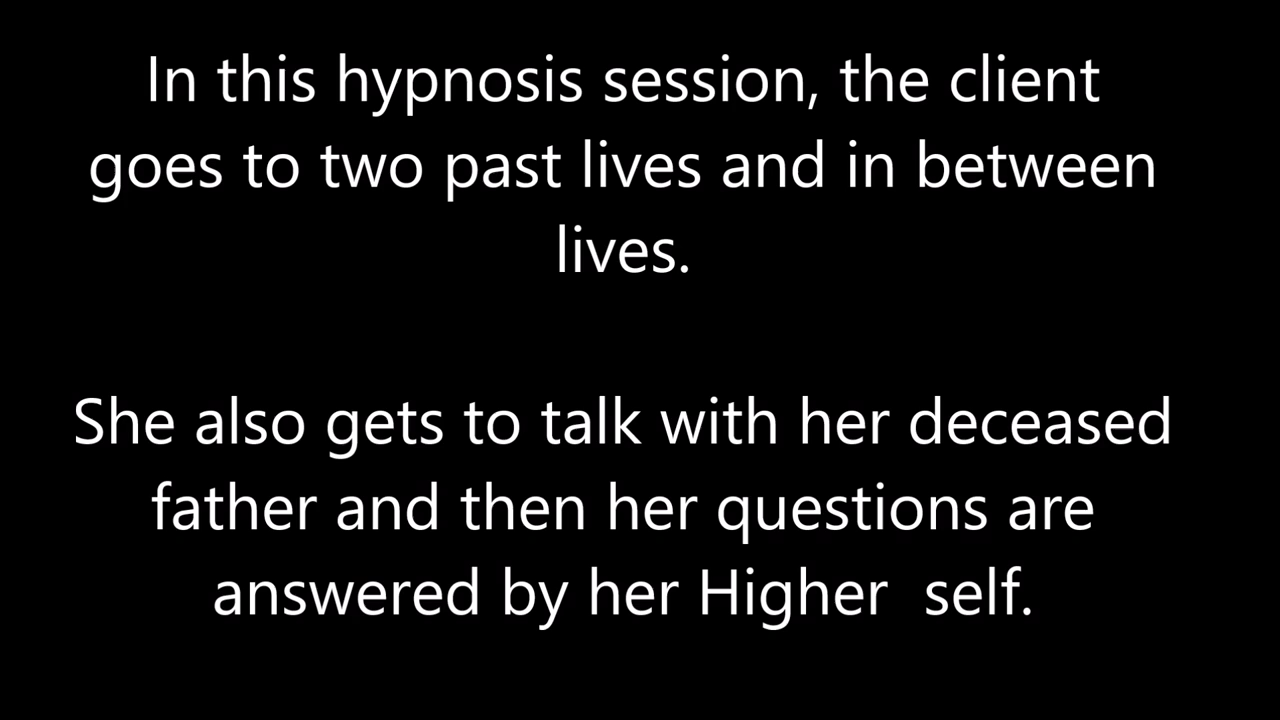 In this hypnosis session, the client
goes to two past lives and in between
lives.
She also gets to talk with her deceased
father and then her questions are
answered by her Higher  self.